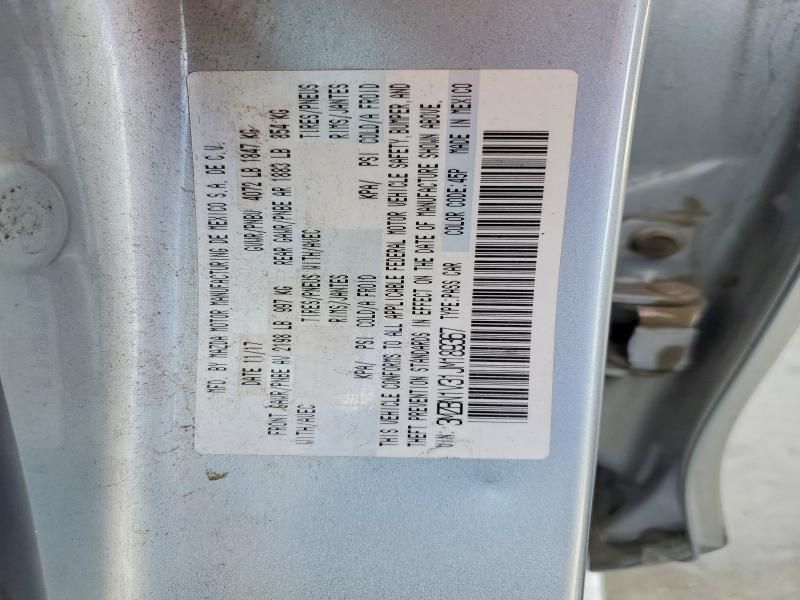 MFD. BY MAZDA MOTOR MANUFACTURING DE MEXICO S.A. DE C.V.
DATE 11/17 GVWR/PNBV 4072 LB 1847 KG
FRONT GAWR/PNBE AV 2198 LB 997 KG REAR GAWR/PNBE AR 1883 LB 854 KG
WITH/AVEC TIRES/PNEUS WITH/AVEC TIRES/PNEUS
RIMS/JANTES RIMS/JANTES
KPA/ PSI COLD/A FROID KPA/ PSI COLD/A FROID
THIS VEHICLE CONFORMS TO ALL APPLICABLE FEDERAL MOTOR VEHICLE SAFETY, BUMPER, AND
THEFT PREVENTION STANDARDS IN EFFECT ON THE DATE OF MANUFACTURE SHOWN ABOVE.
V.I.N: 3MZBN1V31JM189367 TYPE:PASS CAR COLOR CODE:45P MADE IN MEXICO